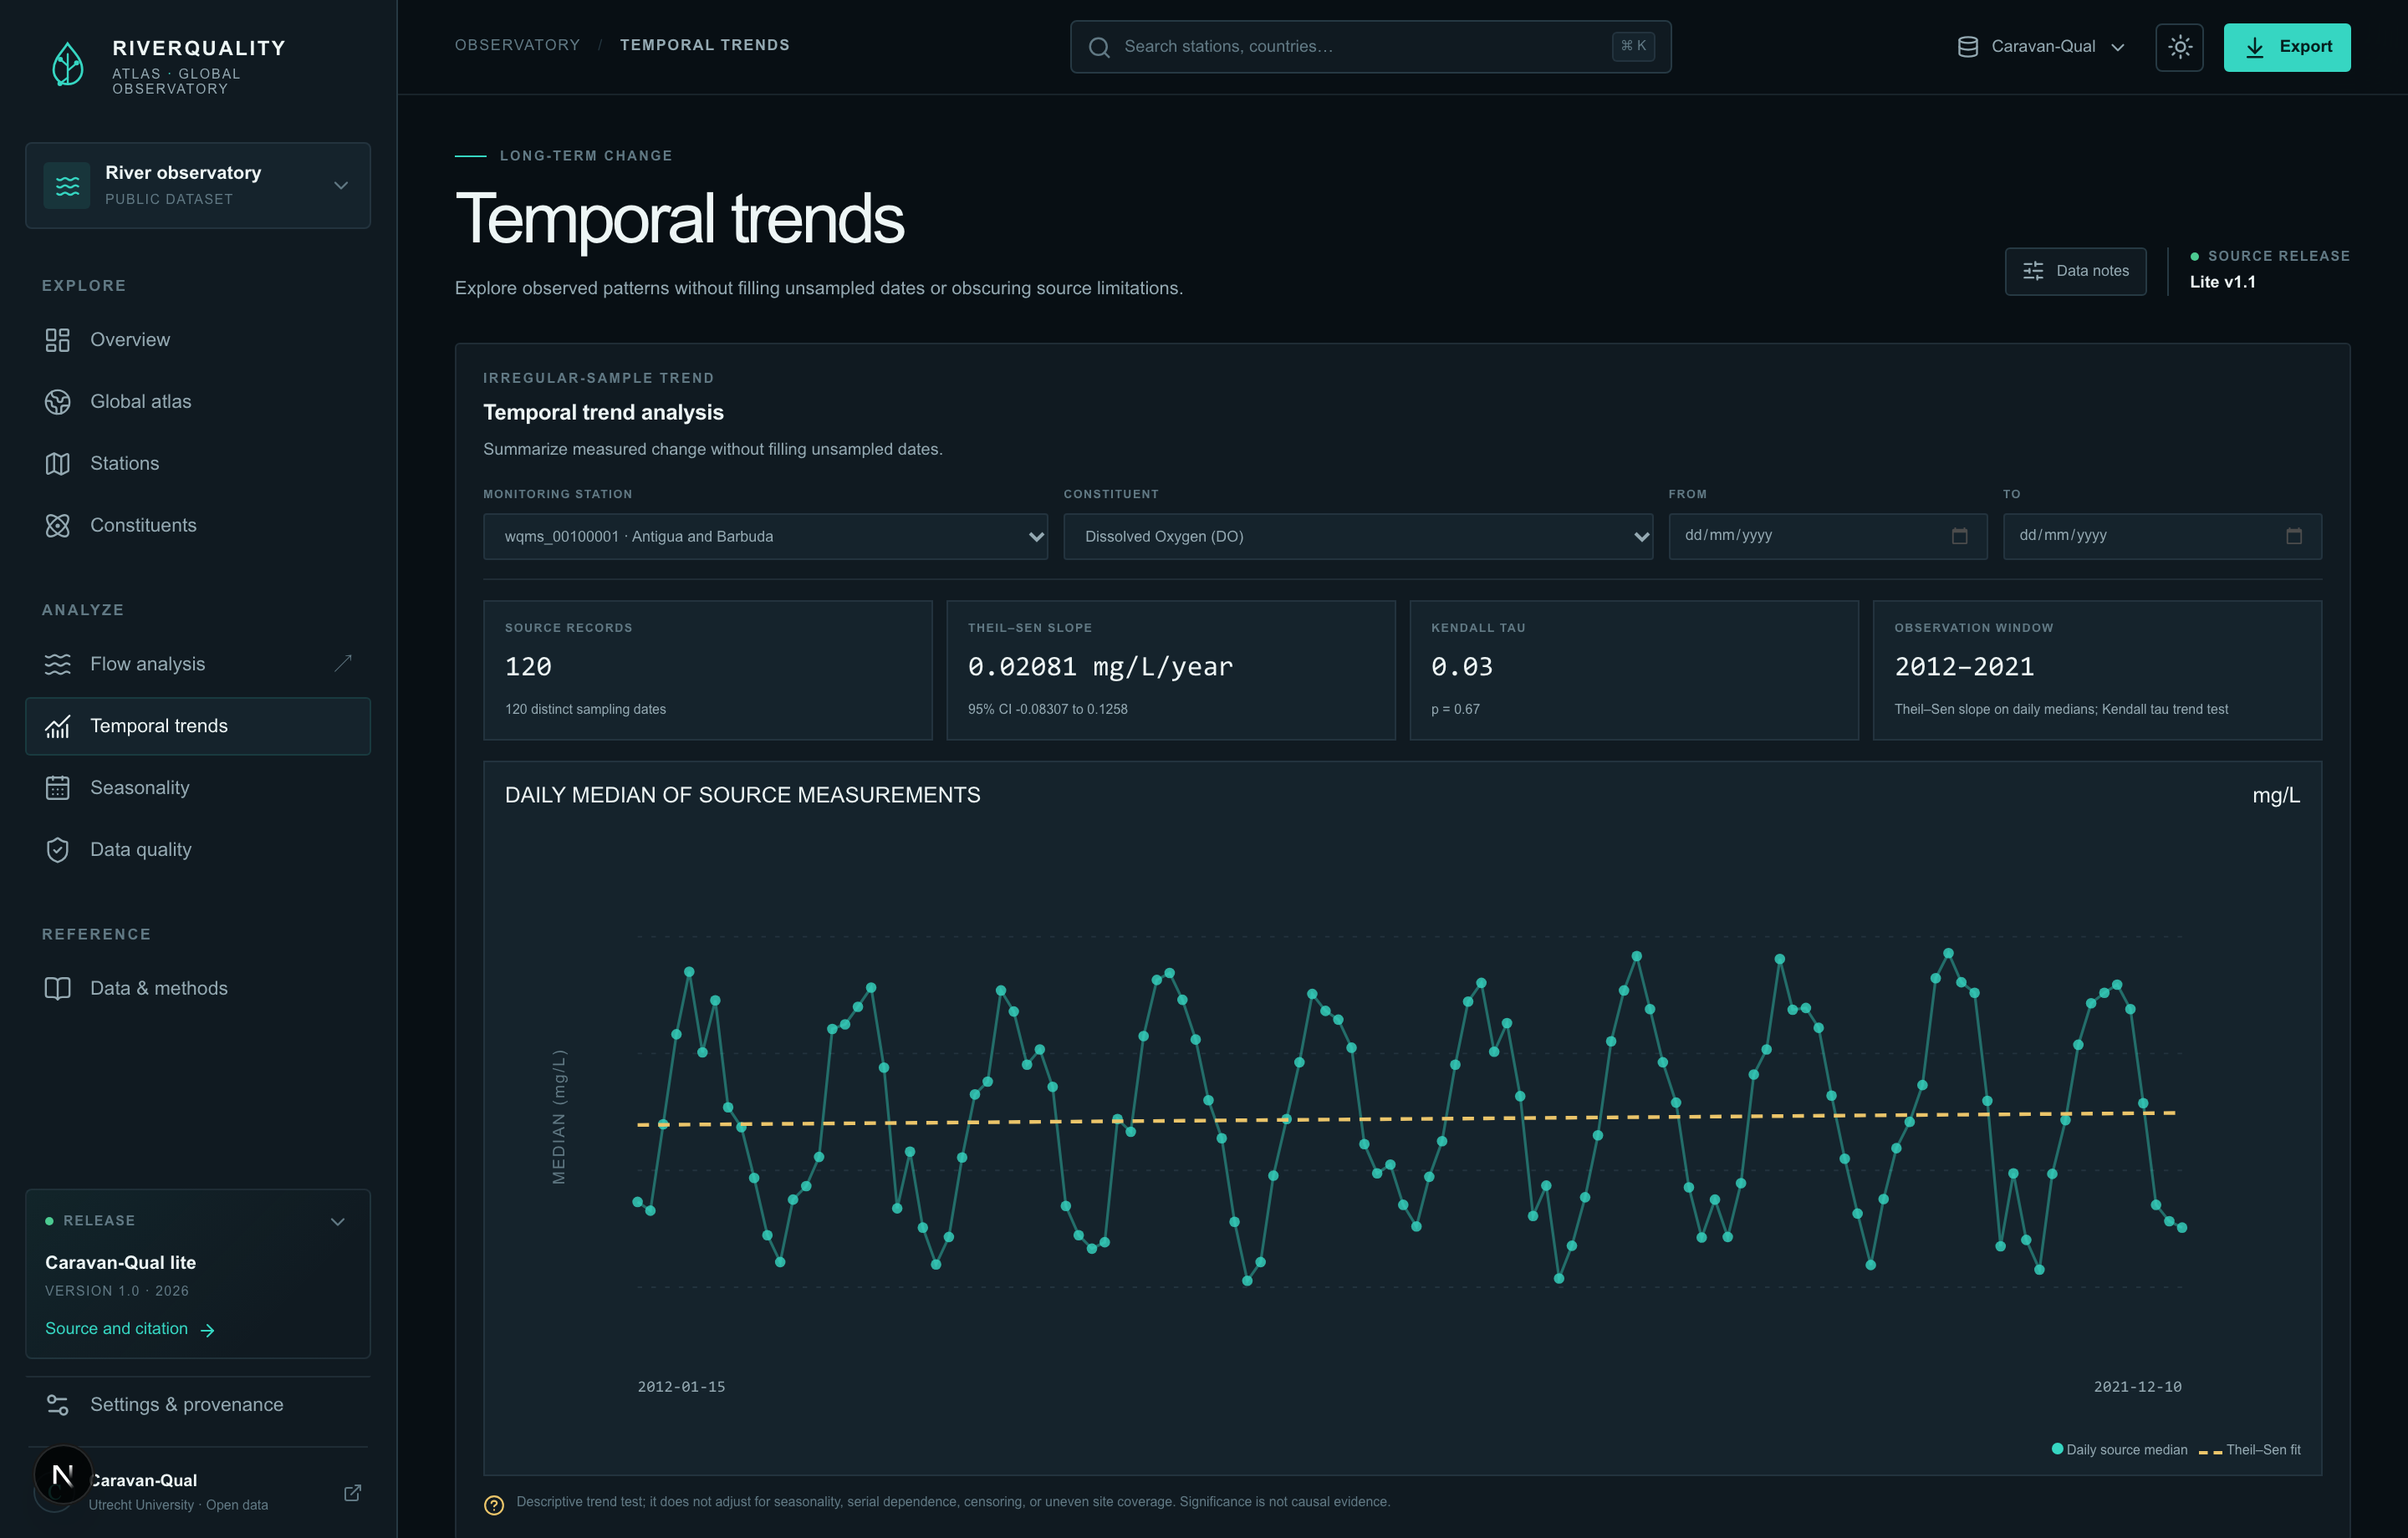 RIVERQUALITY
ATLAS · GLOBAL
OBSERVATORY
River observatory
PUBLIC DATASET
EXPLORE
Overview
Global atlas
Stations
Constituents
ANALYZE
Flow analysis
Temporal trends
Seasonality
Data quality
REFERENCE
Data & methods
RELEASE
Caravan-Qual lite
VERSION 1.0 · 2026
Source and citation
Settings & provenance
N
Caravan-Qual
Utrecht University · Open data
OBSERVATORY / TEMPORAL TRENDS
Search stations, countries…
⌘ K
Caravan-Qual
Export
LONG-TERM CHANGE
Temporal trends
Explore observed patterns without filling unsampled dates or obscuring source limitations.
Data notes
SOURCE RELEASE
Lite v1.1
IRREGULAR-SAMPLE TREND
Temporal trend analysis
Summarize measured change without filling unsampled dates.
MONITORING STATION
wqms_00100001 · Antigua and Barbuda
CONSTITUENT
Dissolved Oxygen (DO)
FROM
dd/mm/yyyy
TO
dd/mm/yyyy
SOURCE RECORDS
120
120 distinct sampling dates
THEIL–SEN SLOPE
0.02081 mg/L/year
95% CI -0.08307 to 0.1258
KENDALL TAU
0.03
p = 0.67
OBSERVATION WINDOW
2012–2021
Theil–Sen slope on daily medians; Kendall tau trend test
DAILY MEDIAN OF SOURCE MEASUREMENTS
mg/L
MEDIAN (mg/L)
2012-01-15
2021-12-10
Daily source median
Theil–Sen fit
Descriptive trend test; it does not adjust for seasonality, serial dependence, censoring, or uneven site coverage. Significance is not causal evidence.